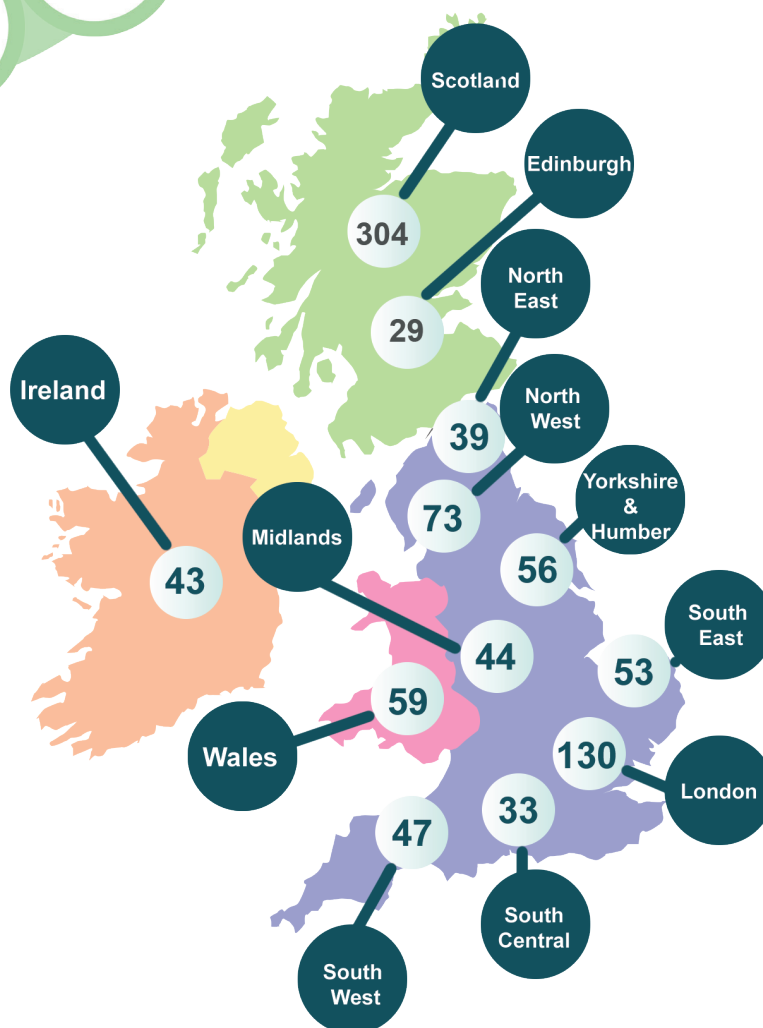 Scotland
Edinburgh
304
North
East
29
Ireland
North
West
39
Yorkshire
&
Humber
73
Midlands
56
43
South
East
44
53
59
Wales
130
London
33
47
South
Central
South
West